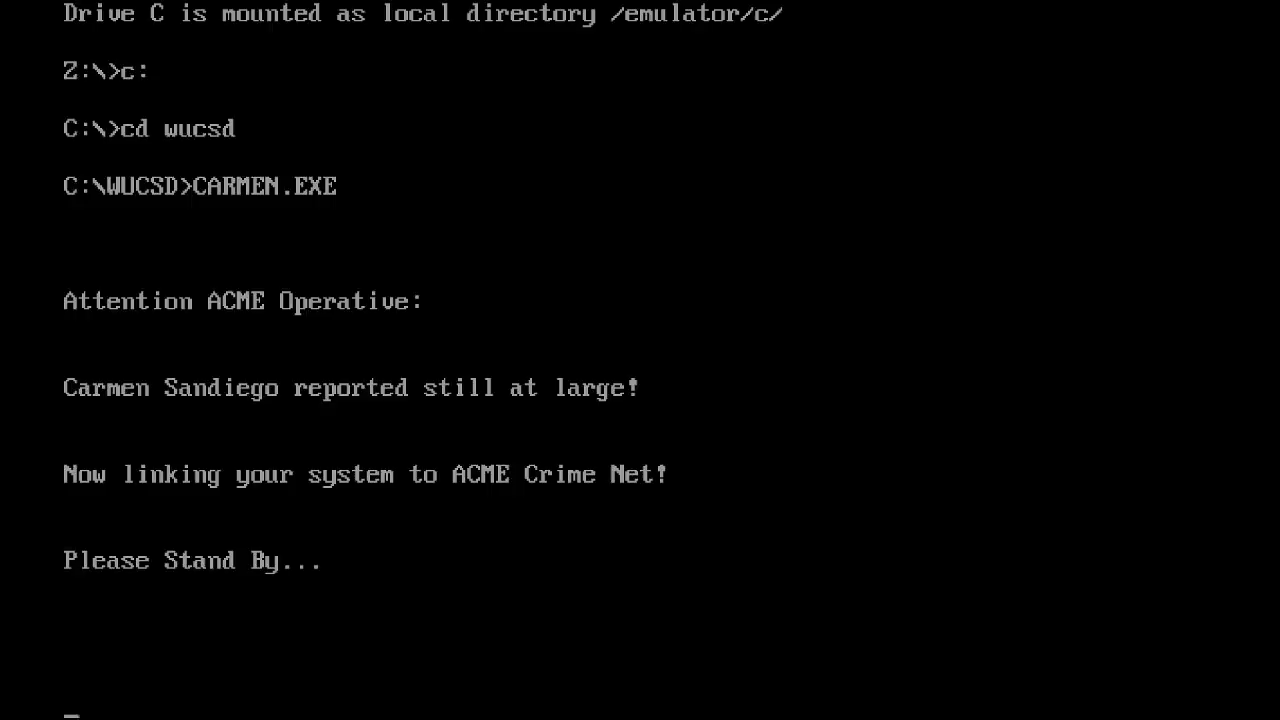 Drive C is mounted as local directory /emulator/c/
Z:\>c:
C:\>cd wucsd
C:\WUCSD>CARMEN.EXE
Attention ACME Operative:
Carmen Sandiego reported still at large!
Now linking your system to ACME Crime Net!
Please Stand By...